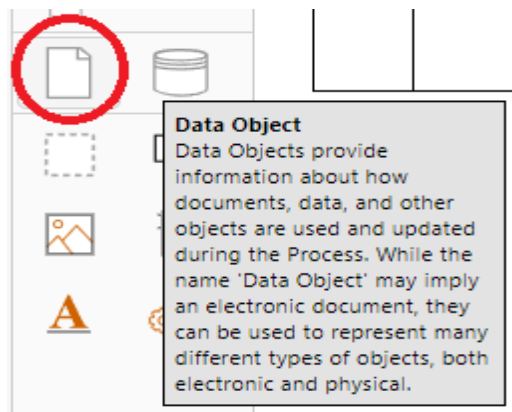 Data Object
Data Objects provide
information about how
documents, data, and other
objects are used and updated
during the Process. While the
name 'Data Object' may imply
an electronic document, they
can be used to represent many
different types of objects, both
electronic and physical.
A